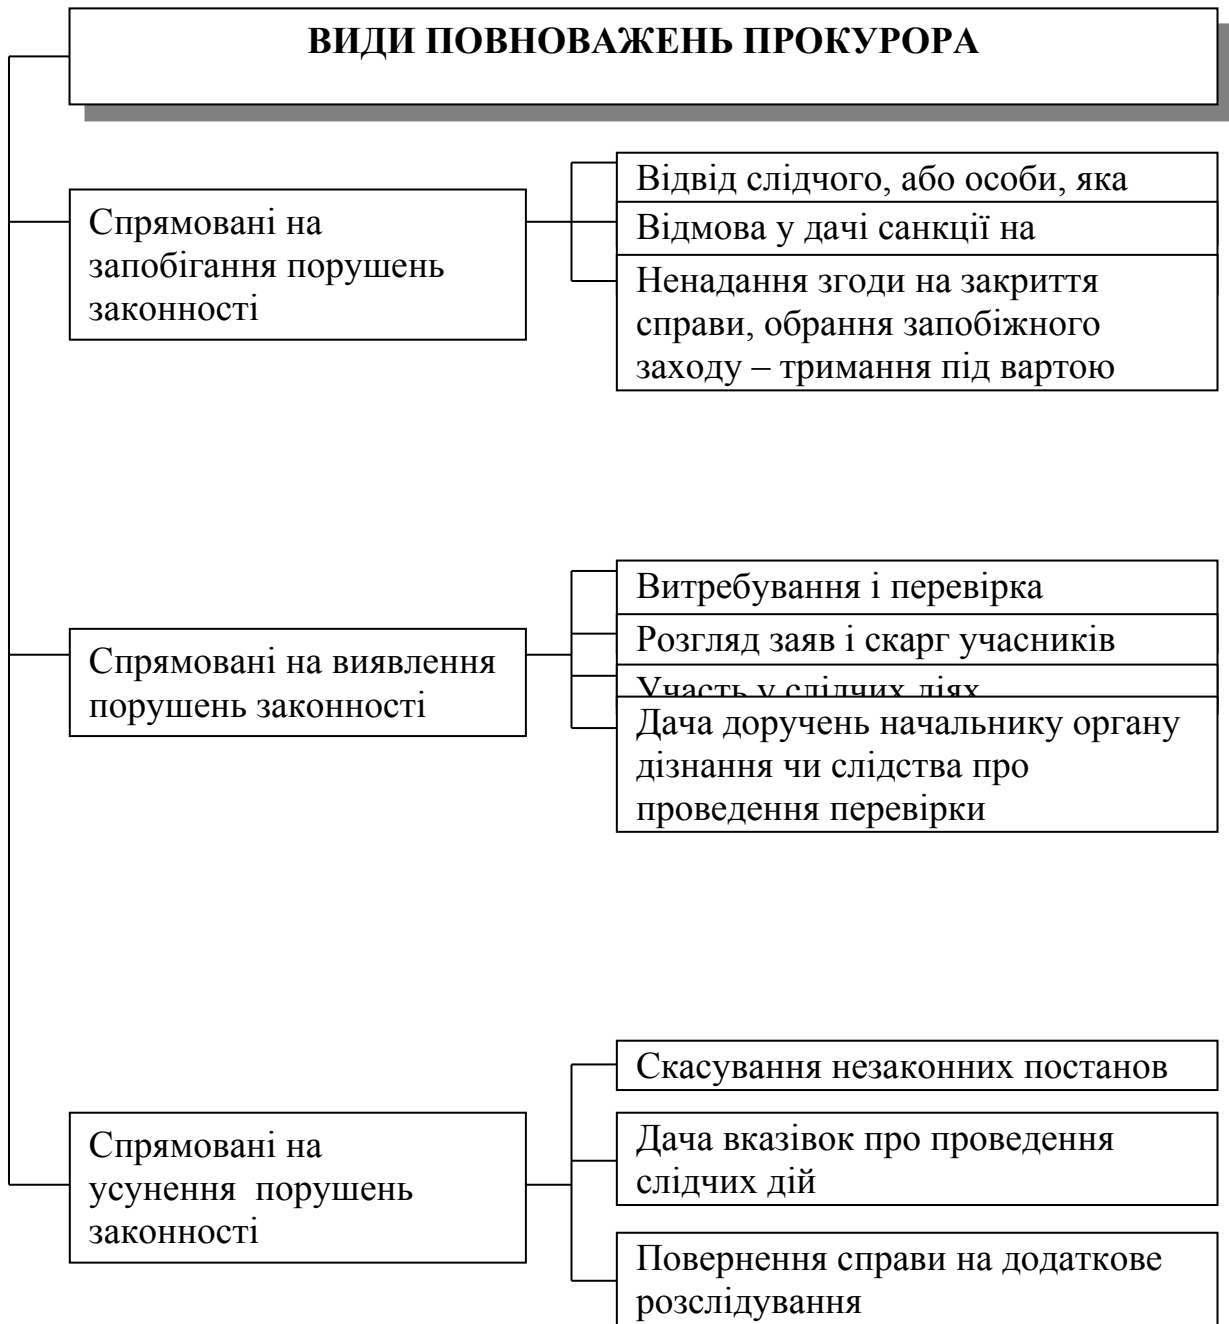 ВИДИ ПОВНОВАЖЕНЬ ПРОКУРОРА
Спрямовані на
запобігання порушень
законності
Відвід слідчого, або особи, яка
Відмова у дачі санкції на
Ненадання згоди на закриття
справи, обрання запобіжного
заходу – тримання під вартою
Спрямовані на виявлення
порушень законності
Витребування і перевірка
Розгляд заяв і скарг учасників
Участь у слідчих діях
Дача доручень начальнику органу
дізнання чи слідства про
проведення перевірки
Спрямовані на
усунення порушень
законності
Скасування незаконних постанов
Дача вказівок про проведення
слідчих дій
Повернення справи на додаткове
розслідування